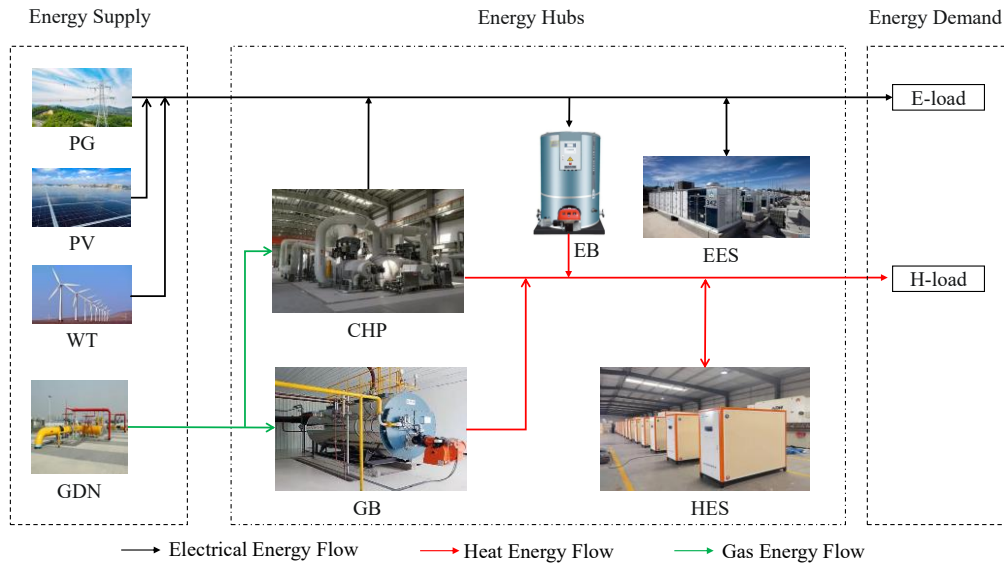 Energy Supply
Energy Hubs
Energy Demand
PG
PV
WT
GDN
CHP
GB
EB
EES
HES
E-load
H-load
Electrical Energy Flow
Heat Energy Flow
Gas Energy Flow